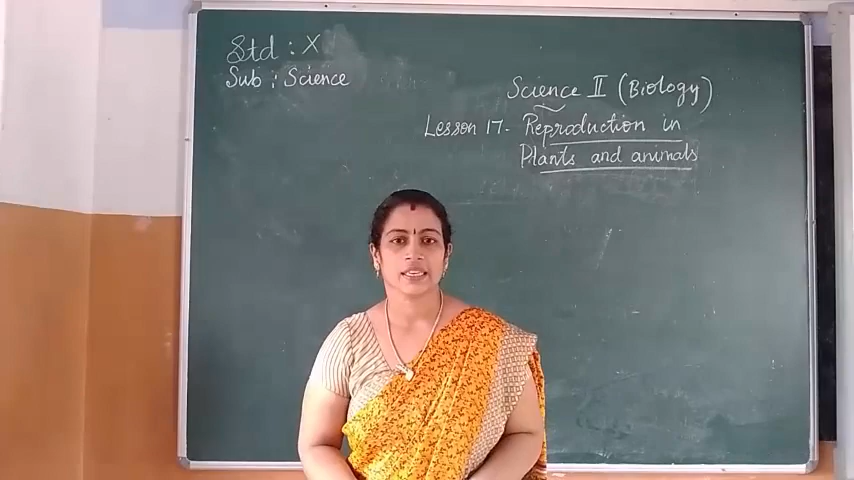 Std : X
Sub : Science
Science II (Biology)
Lesson 17 - Reproduction in
Plants and animals